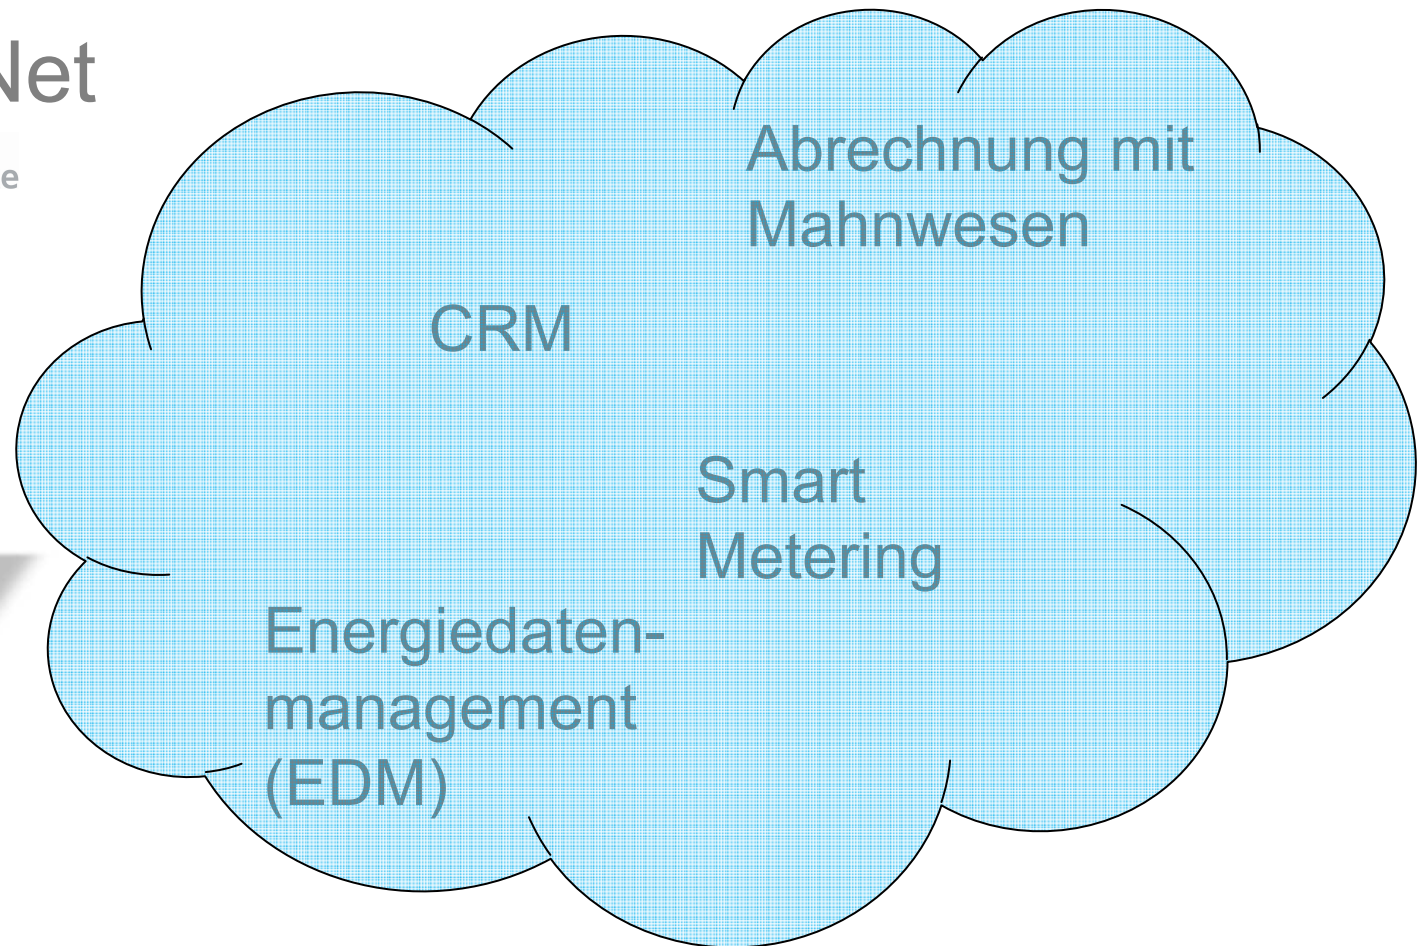 Net
e
Abrechnung mit
Mahnwesen
CRM
Smart
Metering
Energiedaten-
management
(EDM)